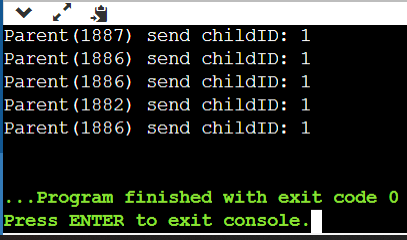 Parent(1887) send childID: 1
Parent(1886) send childID: 1
Parent(1886) send childID: 1
Parent(1882) send childID: 1
Parent(1886) send childID: 1
...Program finished with exit code 0
Press ENTER to exit console.